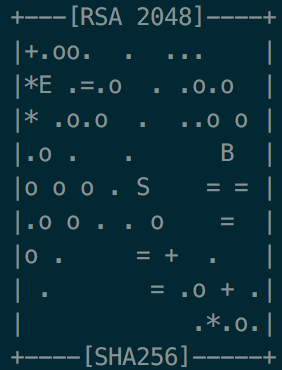 +---[RSA 2048]----+
|+.oo.  .  ...    |
|*E .=.o  . .o.o  |
|* .o.o  .  ..o o |
|.o .   .      B  |
|o o o . S    = = |
|.o o . . o    =  |
|o .     = +  .   |
| .       = .o + .|
|            .*.o.|
+----[SHA256]-----+